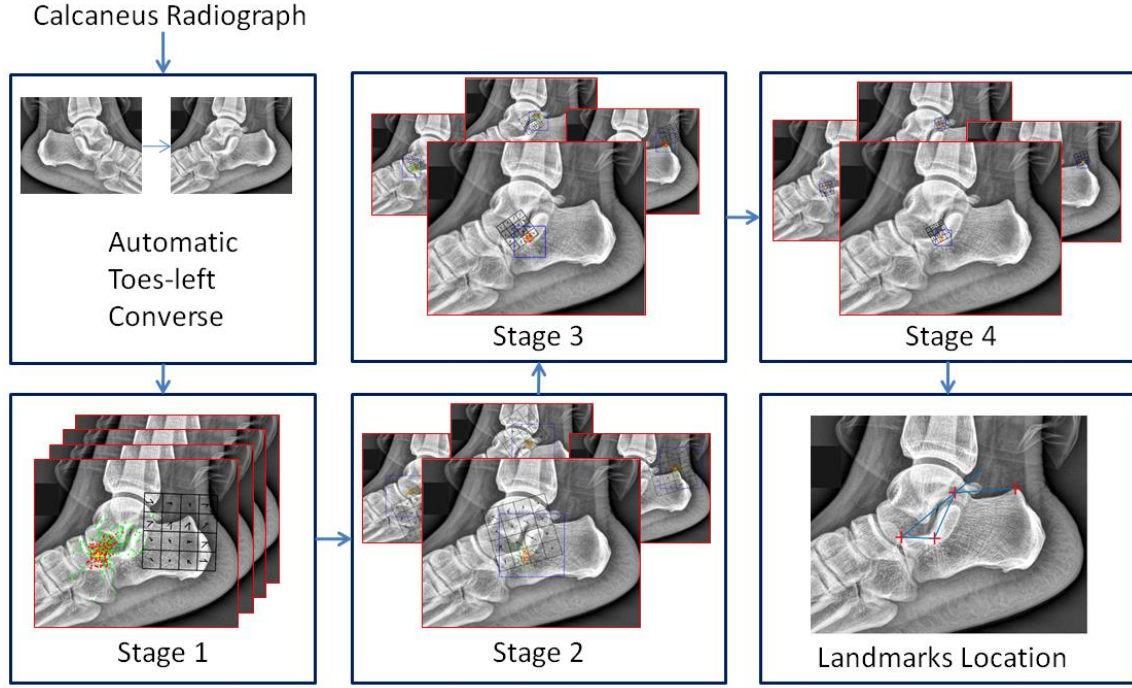 Calcaneus Radiograph
Automatic
Toes-left
Converse
Stage 1
Stage 2
Stage 3
Stage 4
Landmarks Location